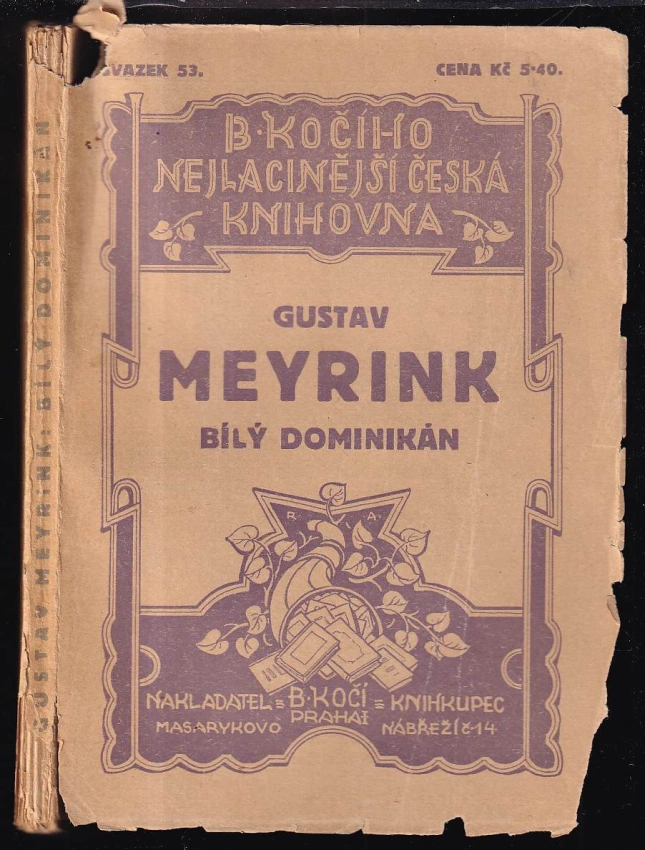 SVAZEK 53.
CENA Kč 5·40.
B·KOČÍHO
NEJLACINĚJŠÍ ČESKÁ
KNIHOVNA
GUSTAV
MEYRINK
BÍLÝ DOMINIKÁN
R A
NAKLADATEL = B·KOČÍ = KNIHKUPEC
PRAHA I
MASARYKOVO NÁBŘEŽÍ č·14
GUSTAV MEYRINK: BÍLÝ DOMINIKÁN